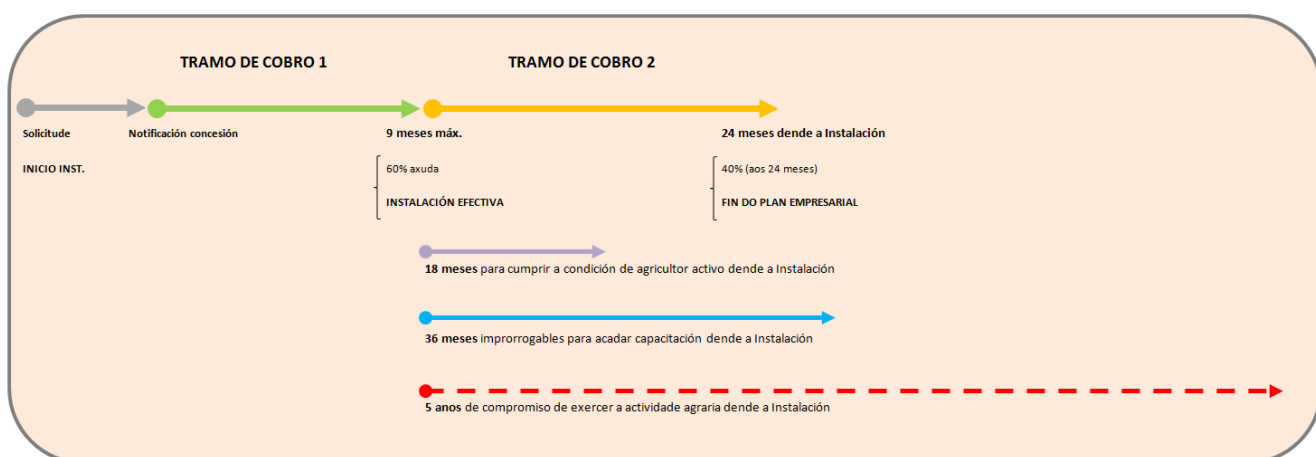 TRAMO DE COBRO 1
TRAMO DE COBRO 2
Solicitude
Notificación concesión
9 meses máx.
24 meses dende a Instalación
INICIO INST.
60% axuda
40% (aos 24 meses)
INSTALACIÓN EFECTIVA
FIN DO PLAN EMPRESARIAL
18 meses para cumprir a condición de agricultor activo dende a Instalación
36 meses improrrogables para acadar capacitación dende a Instalación
5 anos de compromiso de exercer a actividade agraria dende a Instalación